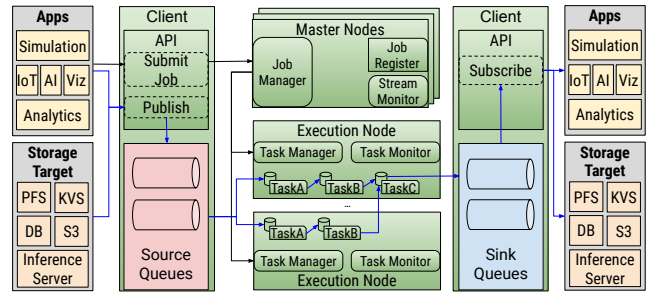 Apps
Simulation
IoT
AI
Viz
Analytics
Storage
Target
PFS
KVS
DB
S3
Inference
Server
Client
API
Submit
Job
Publish
Source
Queues
Master Nodes
Job
Manager
Job
Register
Stream
Monitor
Execution Node
Task Manager
Task Monitor
TaskA
TaskB
TaskC
...
TaskA
TaskB
Task Manager
Task Monitor
Execution Node
Client
API
Subscribe
Sink
Queues
Apps
Simulation
IoT
AI
Viz
Analytics
Storage
Target
PFS
KVS
DB
S3
Inference
Server